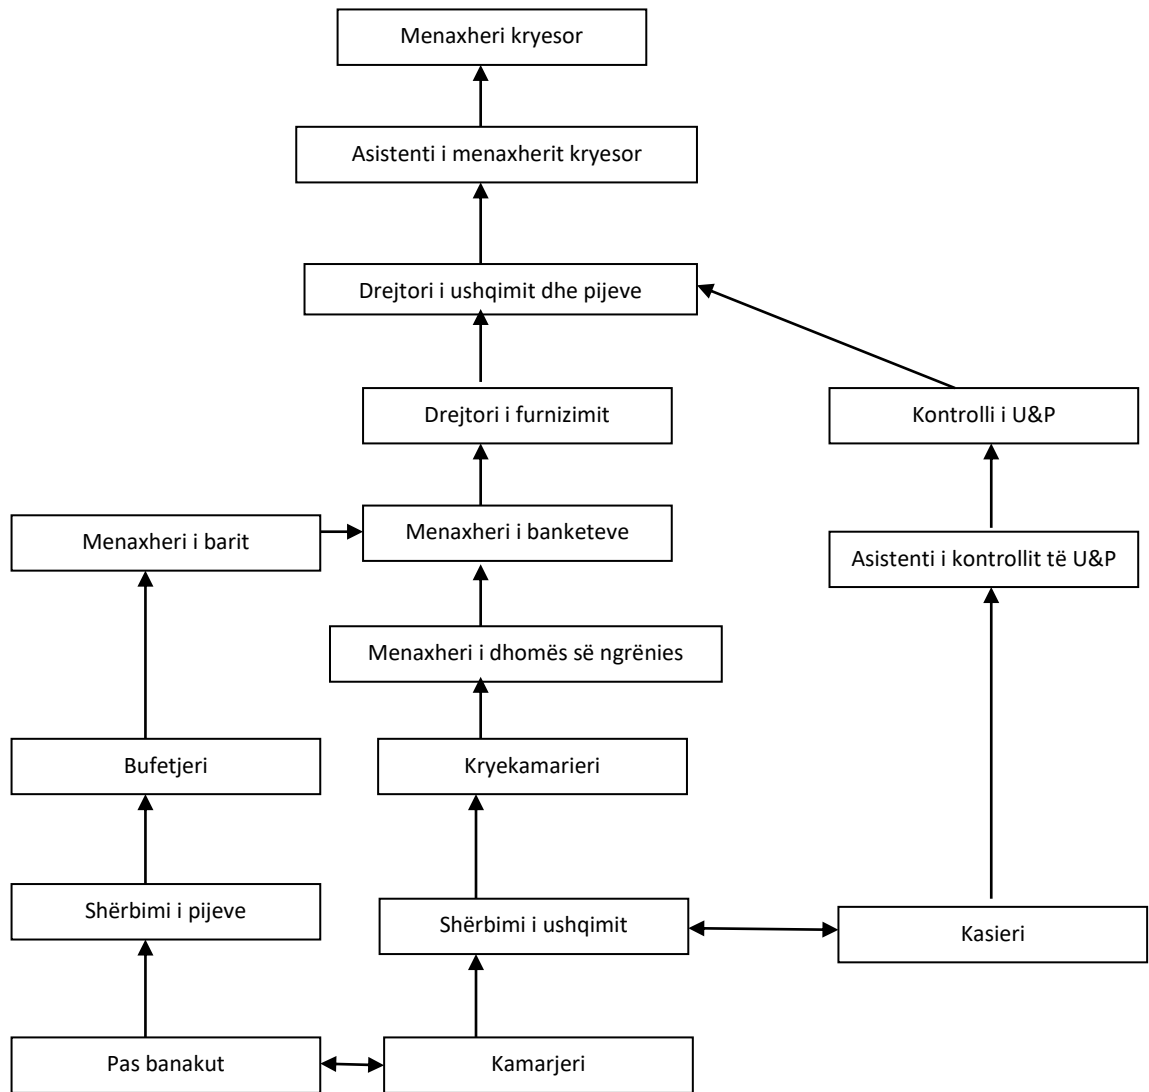 Menaxheri kryesor
Asistenti i menaxherit kryesor
Drejtori i ushqimit dhe pijeve
Drejtori i furnizimit
Kontrolli i U&P
Menaxheri i barit
Menaxheri i banketeve
Asistenti i kontrollit të U&P
Menaxheri i dhomës së ngrënies
Bufetjeri
Kryekamarieri
Shërbimi i pijeve
Shërbimi i ushqimit
Kasieri
Pas banakut
Kamarjeri